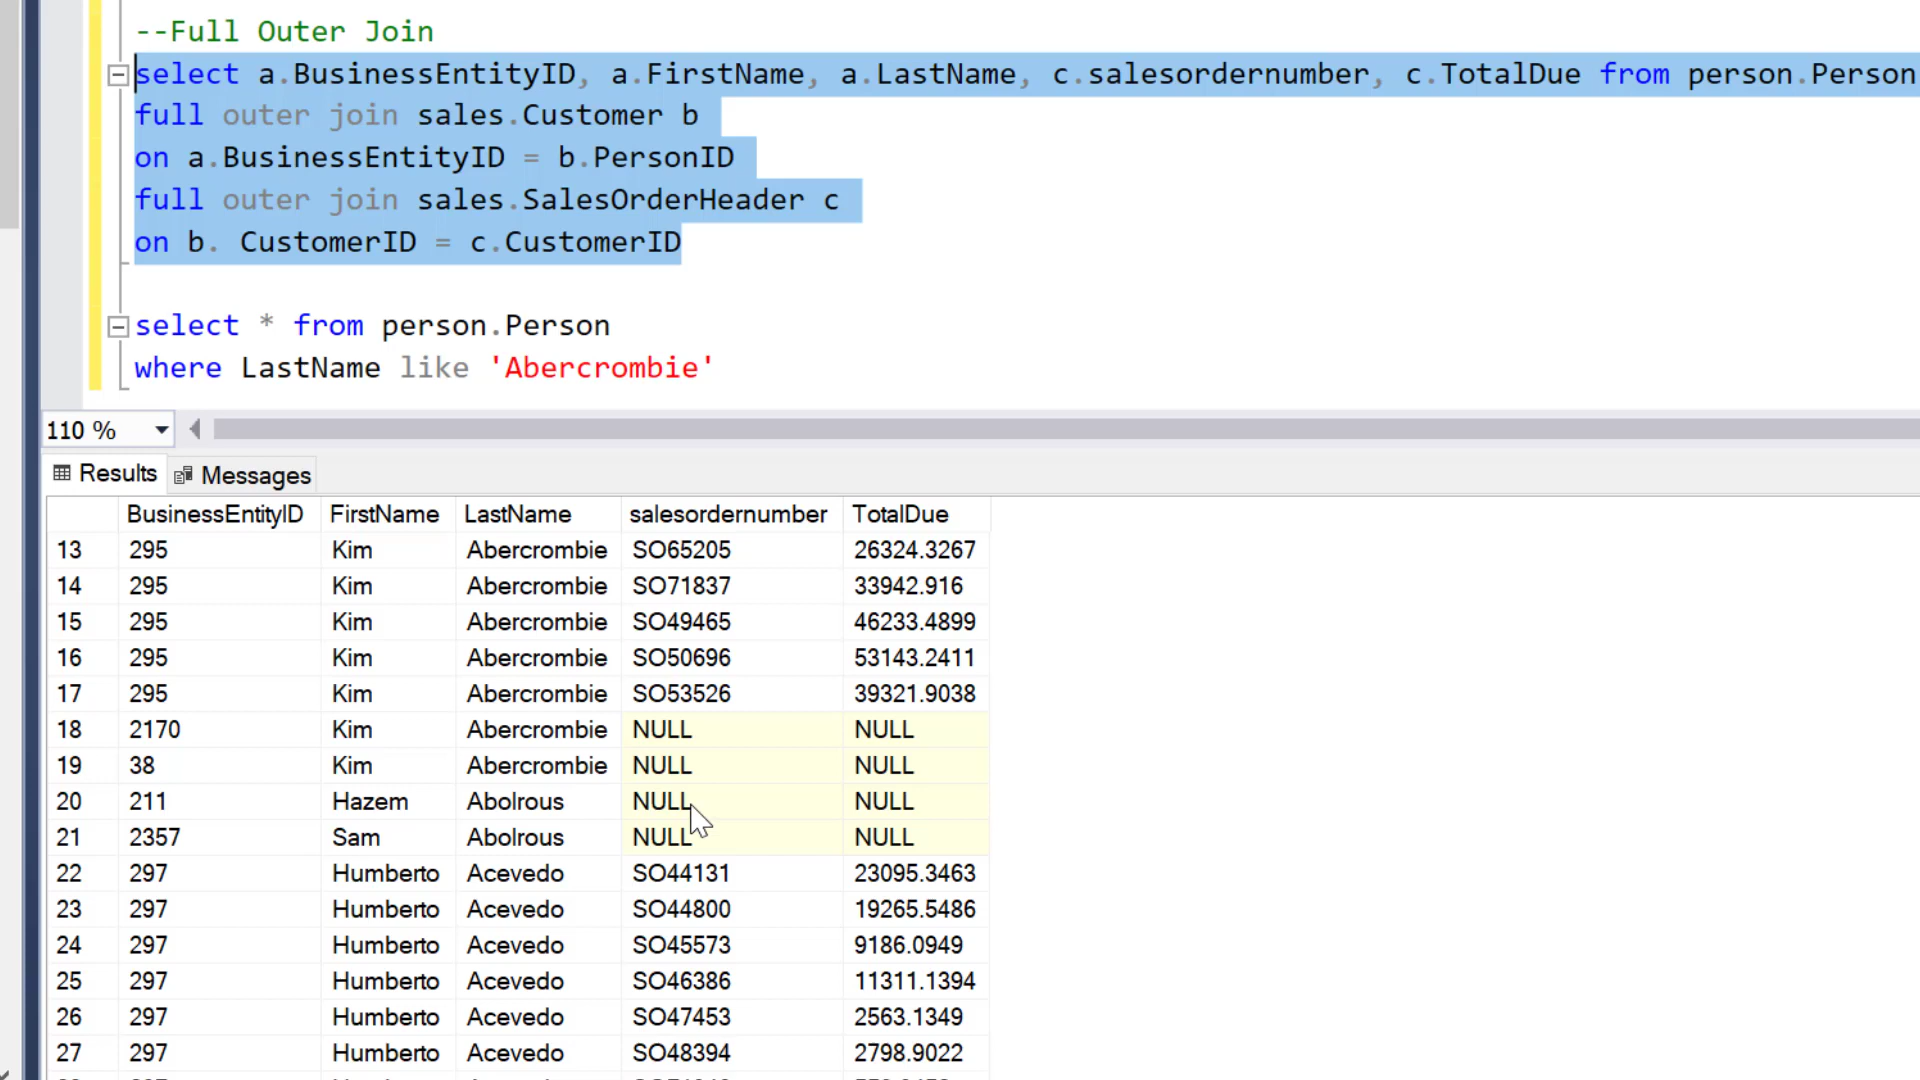 --Full Outer Join
select a.BusinessEntityID, a.FirstName, a.LastName, c.salesordernumber, c.TotalDue from person.Person
full outer join sales.Customer b
on a.BusinessEntityID = b.PersonID
full outer join sales.SalesOrderHeader c
on b. CustomerID = c.CustomerID
select * from person.Person
where LastName like 'Abercrombie'
110 %
Results Messages
BusinessEntityID FirstName LastName salesordernumber TotalDue
13 295 Kim Abercrombie SO65205 26324.3267
14 295 Kim Abercrombie SO71837 33942.916
15 295 Kim Abercrombie SO49465 46233.4899
16 295 Kim Abercrombie SO50696 53143.2411
17 295 Kim Abercrombie SO53526 39321.9038
18 2170 Kim Abercrombie NULL NULL
19 38 Kim Abercrombie NULL NULL
20 211 Hazem Abolrous NULL NULL
21 2357 Sam Abolrous NULL NULL
22 297 Humberto Acevedo SO44131 23095.3463
23 297 Humberto Acevedo SO44800 19265.5486
24 297 Humberto Acevedo SO45573 9186.0949
25 297 Humberto Acevedo SO46386 11311.1394
26 297 Humberto Acevedo SO47453 2563.1349
27 297 Humberto Acevedo SO48394 2798.9022